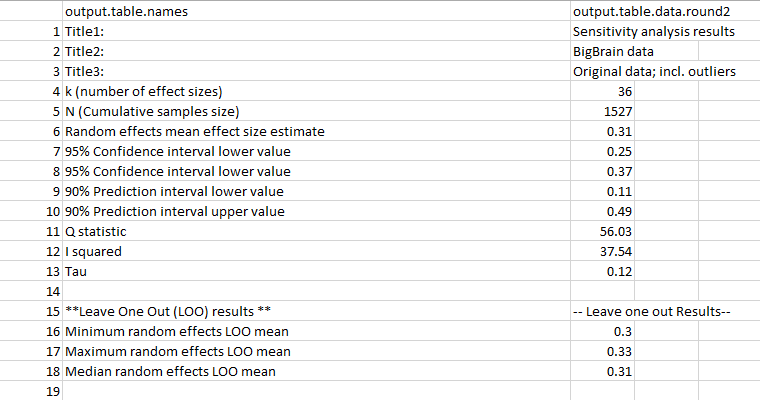 output.table.names output.table.data.round2
1 Title1: Sensitivity analysis results
2 Title2: BigBrain data
3 Title3: Original data; incl. outliers
4 k (number of effect sizes) 36
5 N (Cumulative samples size) 1527
6 Random effects mean effect size estimate 0.31
7 95% Confidence interval lower value 0.25
8 95% Confidence interval lower value 0.37
9 90% Prediction interval lower value 0.11
10 90% Prediction interval upper value 0.49
11 Q statistic 56.03
12 I squared 37.54
13 Tau 0.12
14
15 **Leave One Out (LOO) results ** -- Leave one out Results--
16 Minimum random effects LOO mean 0.3
17 Maximum random effects LOO mean 0.33
18 Median random effects LOO mean 0.31
19